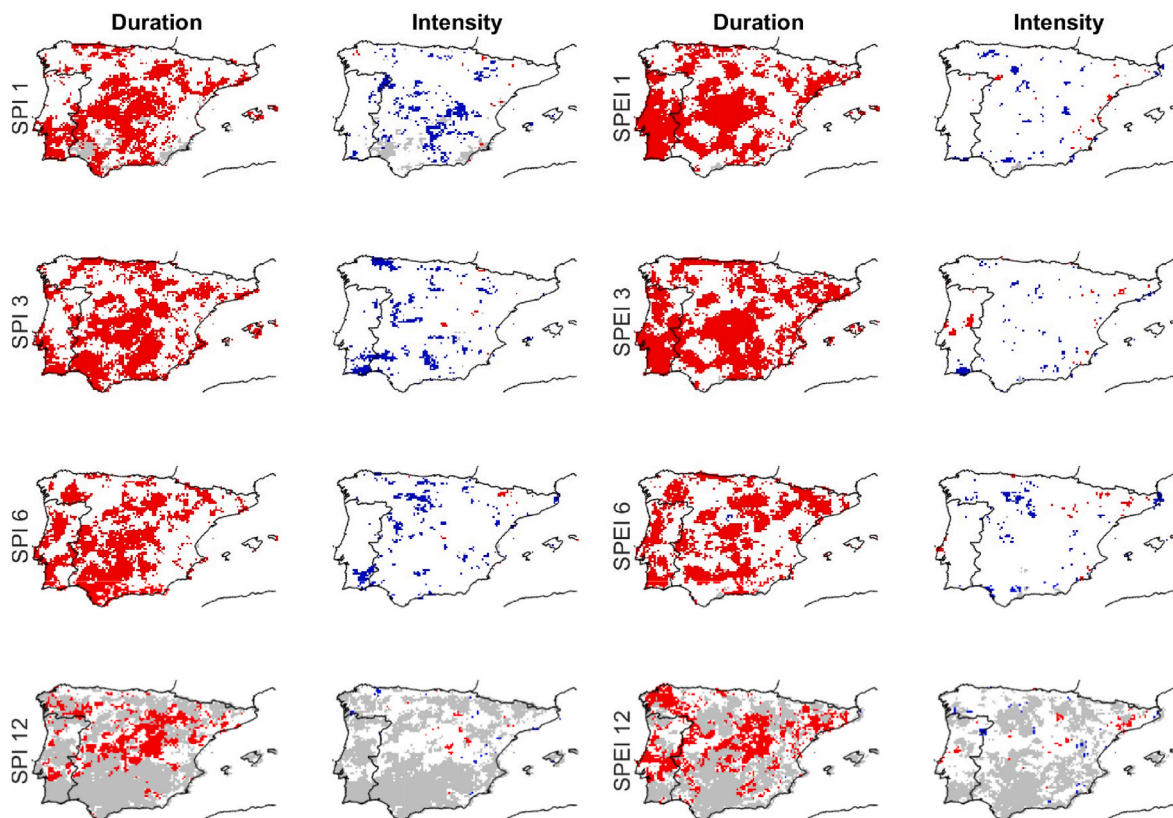 Duration Intensity Duration Intensity
SPI 1 SPEI 1
SPI 3 SPEI 3
SPI 6 SPEI 6
SPI 12 SPEI 12